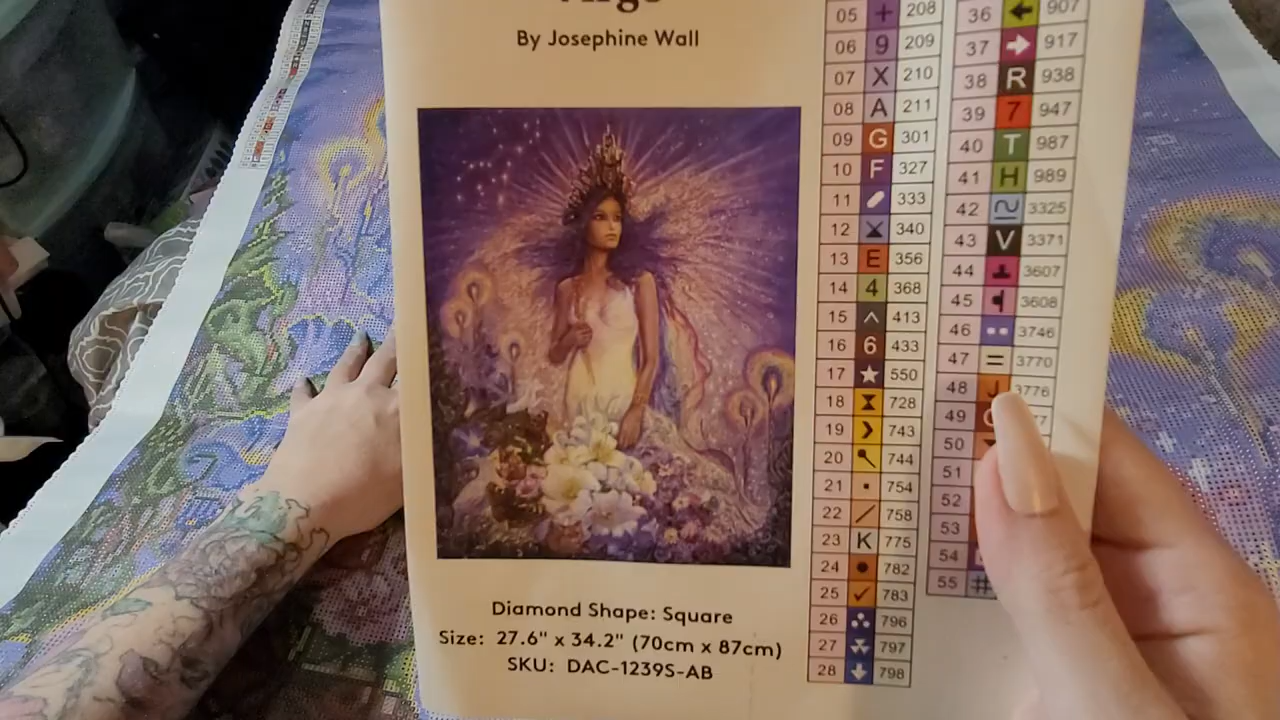 Virgo
By Josephine Wall
Diamond Shape: Square
Size: 27.6" x 34.2" (70cm x 87cm)
SKU: DAC-1239S-AB
05 + 208
06 9 209
07 X 210
08 A 211
09 G 301
10 F 327
11 333
12 340
13 E 356
14 4 368
15 ^ 413
16 6 433
17 ★ 550
18 728
19 743
20 744
21 754
22 / 758
23 K 775
24 ● 782
25 ✓ 783
26 796
27 797
28 798
36 907
37 917
38 R 938
39 7 947
40 T 987
41 H 989
42 3325
43 V 3371
44 3607
45 3608
46 3746
47 = 3770
48 J 3776
49
50
51
52
53
54
55 #